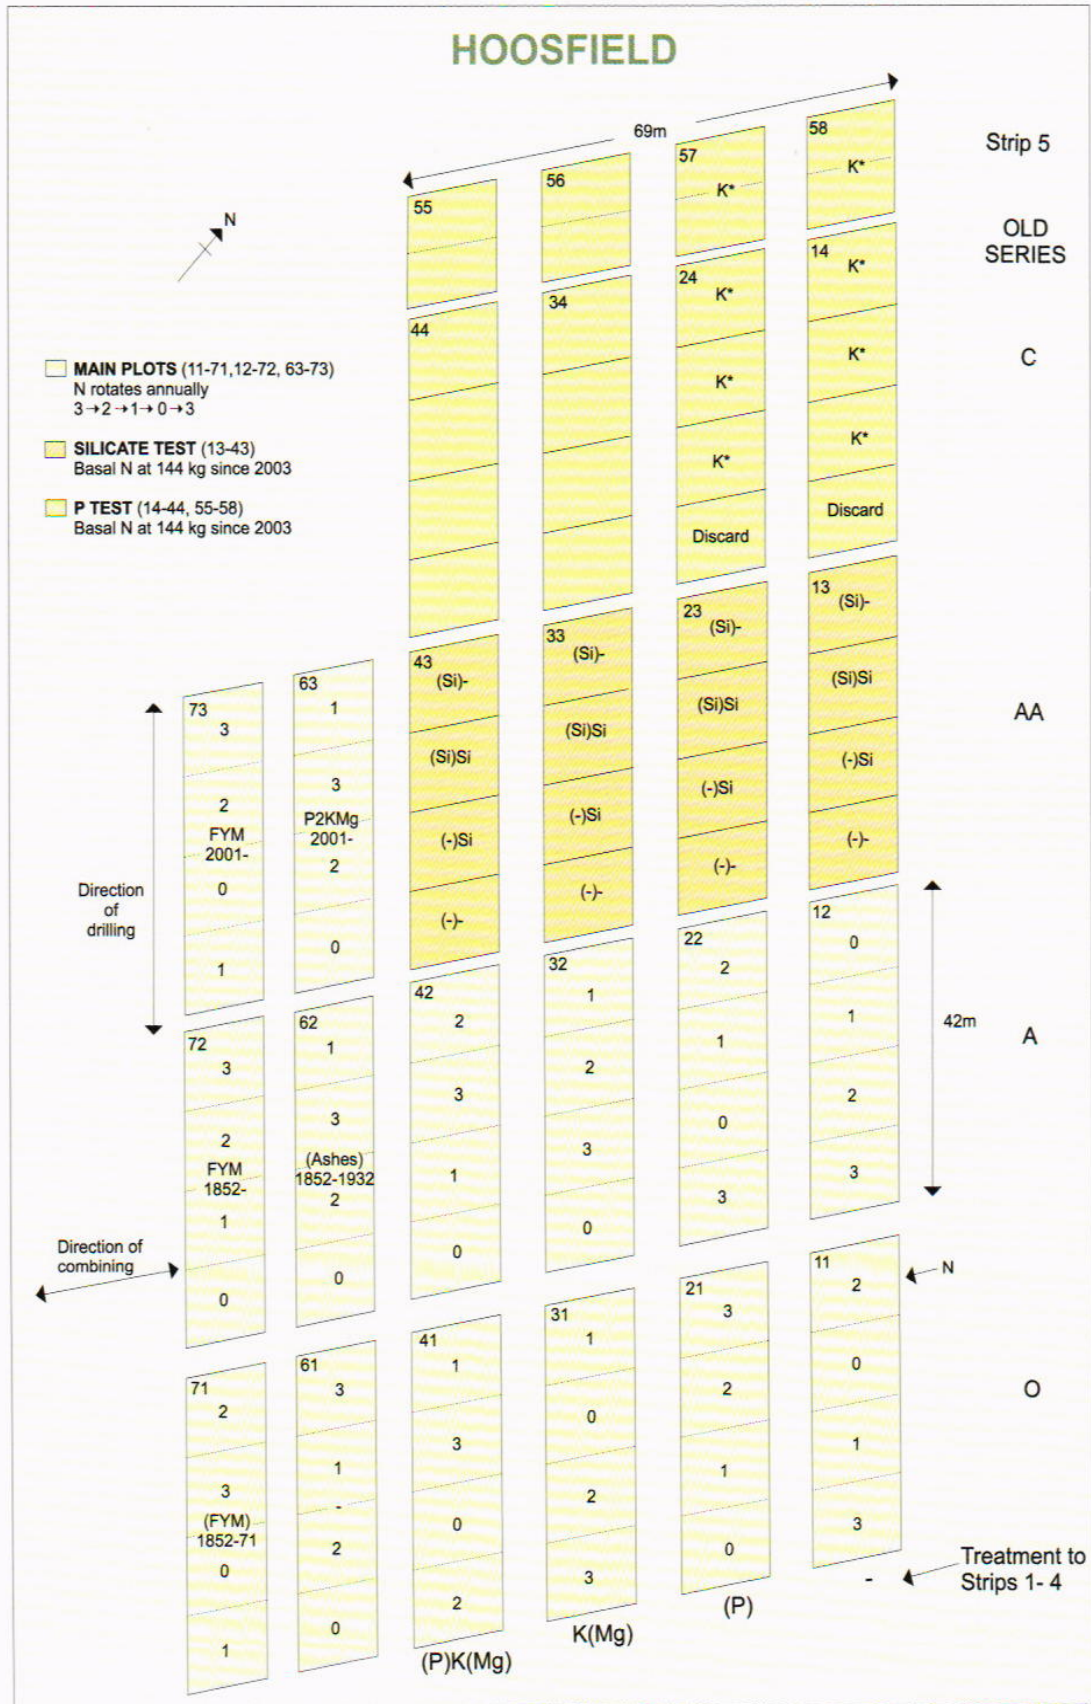 HOOSFIELD
69m
Strip 5
OLD
SERIES
C
AA
A
O
N
MAIN PLOTS (11-71,12-72, 63-73)
N rotates annually
3→2→1→0→3
SILICATE TEST (13-43)
Basal N at 144 kg since 2003
P TEST (14-44, 55-58)
Basal N at 144 kg since 2003
55
56
57
K*
58
K*
44
34
24
K*
K*
K*
Discard
14
K*
K*
K*
Discard
43
(Si)-
(Si)Si
(-)Si
(-)-
33
(Si)-
(Si)Si
(-)Si
(-)-
23
(Si)-
(Si)Si
(-)Si
(-)-
13
(Si)-
(Si)Si
(-)Si
(-)-
73
3
2
FYM
2001-
0
1
63
1
3
P2KMg
2001-
2
0
Direction
of
drilling
72
3
2
FYM
1852-
1
0
62
1
3
(Ashes)
1852-1932
2
0
42
2
3
1
0
32
1
2
3
0
22
2
1
0
3
12
0
1
2
3
42m
Direction of
combining
71
2
3
(FYM)
1852-71
0
1
61
3
1
-
2
0
41
1
3
0
2
31
1
0
2
3
21
3
2
1
0
11
2
0
1
3
N
(P)K(Mg)
K(Mg)
(P)
-
Treatment to
Strips 1- 4